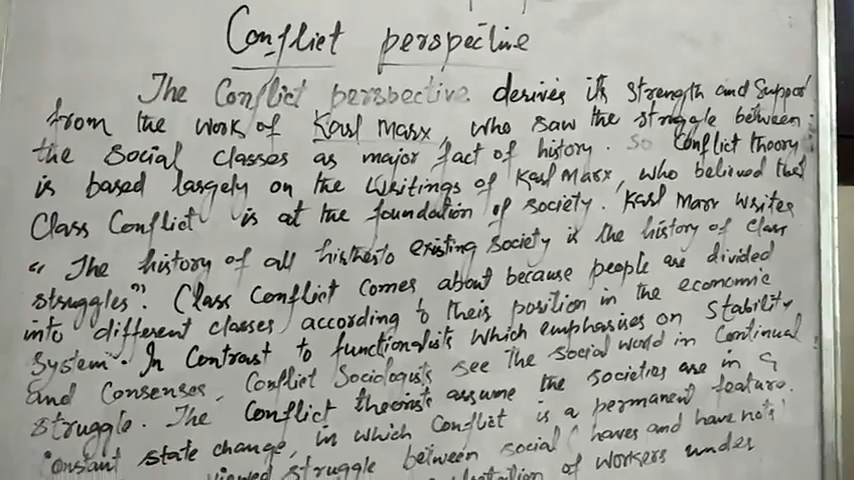 Conflict perspective
The Conflict perspective derives its strength and Support
from the work of Karl Marx, who saw the struggle between
the social classes as major fact of history. So Conflict theory
is based largely on the writings of Karl Marx, who believed that
Class Conflict is at the foundation of society. Karl Marx writes
" The history of all hitherto existing society is the history of class
struggles". Class Conflict comes about because people are divided
into different classes according to their position in the economic
System. In Contrast to functionalists which emphasises on Stability
and Consenses, Conflict Sociologists see the social world in Continual
struggle. The Conflict theorists assume the societies are in a
Constant state change, in which Conflict is a permanent feature.
viewed struggle between social (haves and have nots)
of workers under